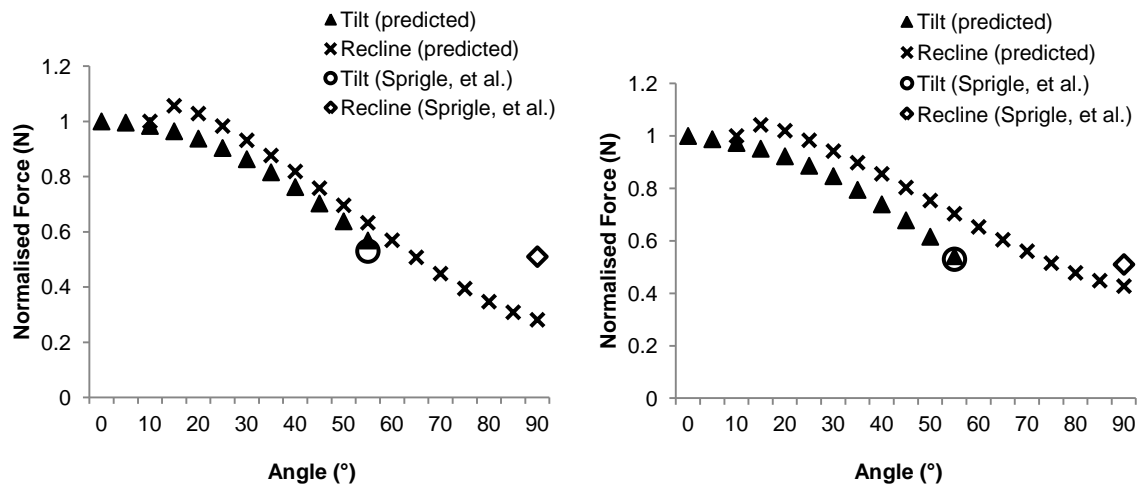 Tilt (predicted)
Recline (predicted)
Tilt (Sprigle, et al.)
Recline (Sprigle, et al.)
1.2
1
0.8
0.6
0.4
0.2
0
Normalised Force (N)
0 10 20 30 40 50 60 70 80 90
Angle (°)
Tilt (predicted)
Recline (predicted)
Tilt (Sprigle, et al.)
Recline (Sprigle, et al.)
1.2
1
0.8
0.6
0.4
0.2
0
Normalised Force (N)
0 10 20 30 40 50 60 70 80 90
Angle (°)